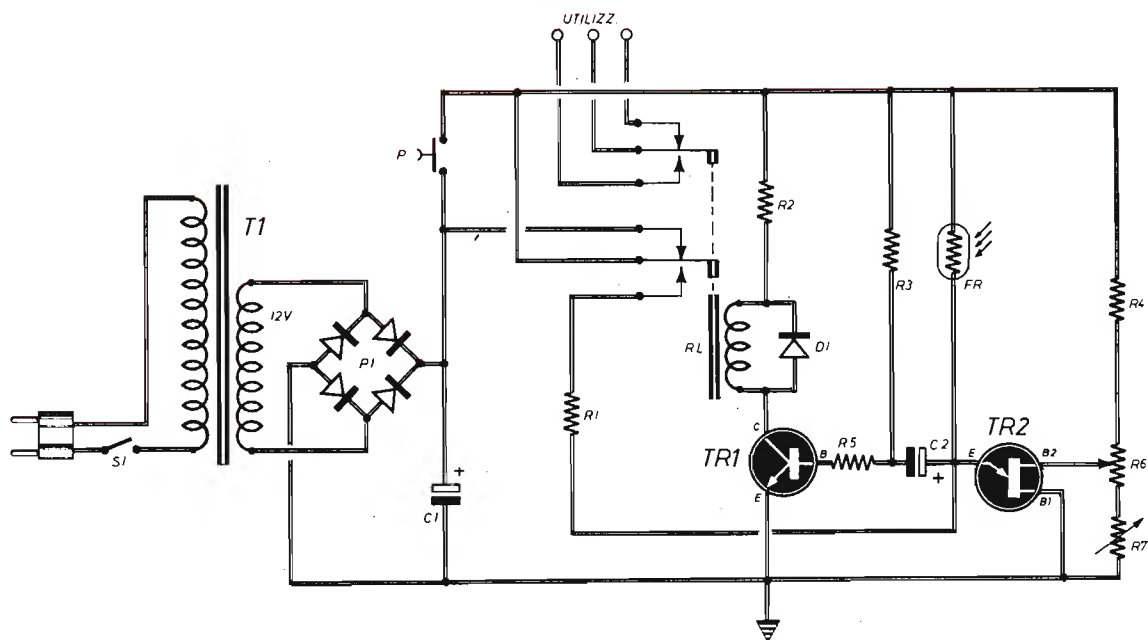 UTILIZZ.
P
T1
12V
P1
S1
C1
+
R1
RL
D1
R2
R3
FR
R4
C
TR1
B
E
R5
C2
+
E
TR2
B2
B1
R6
R7